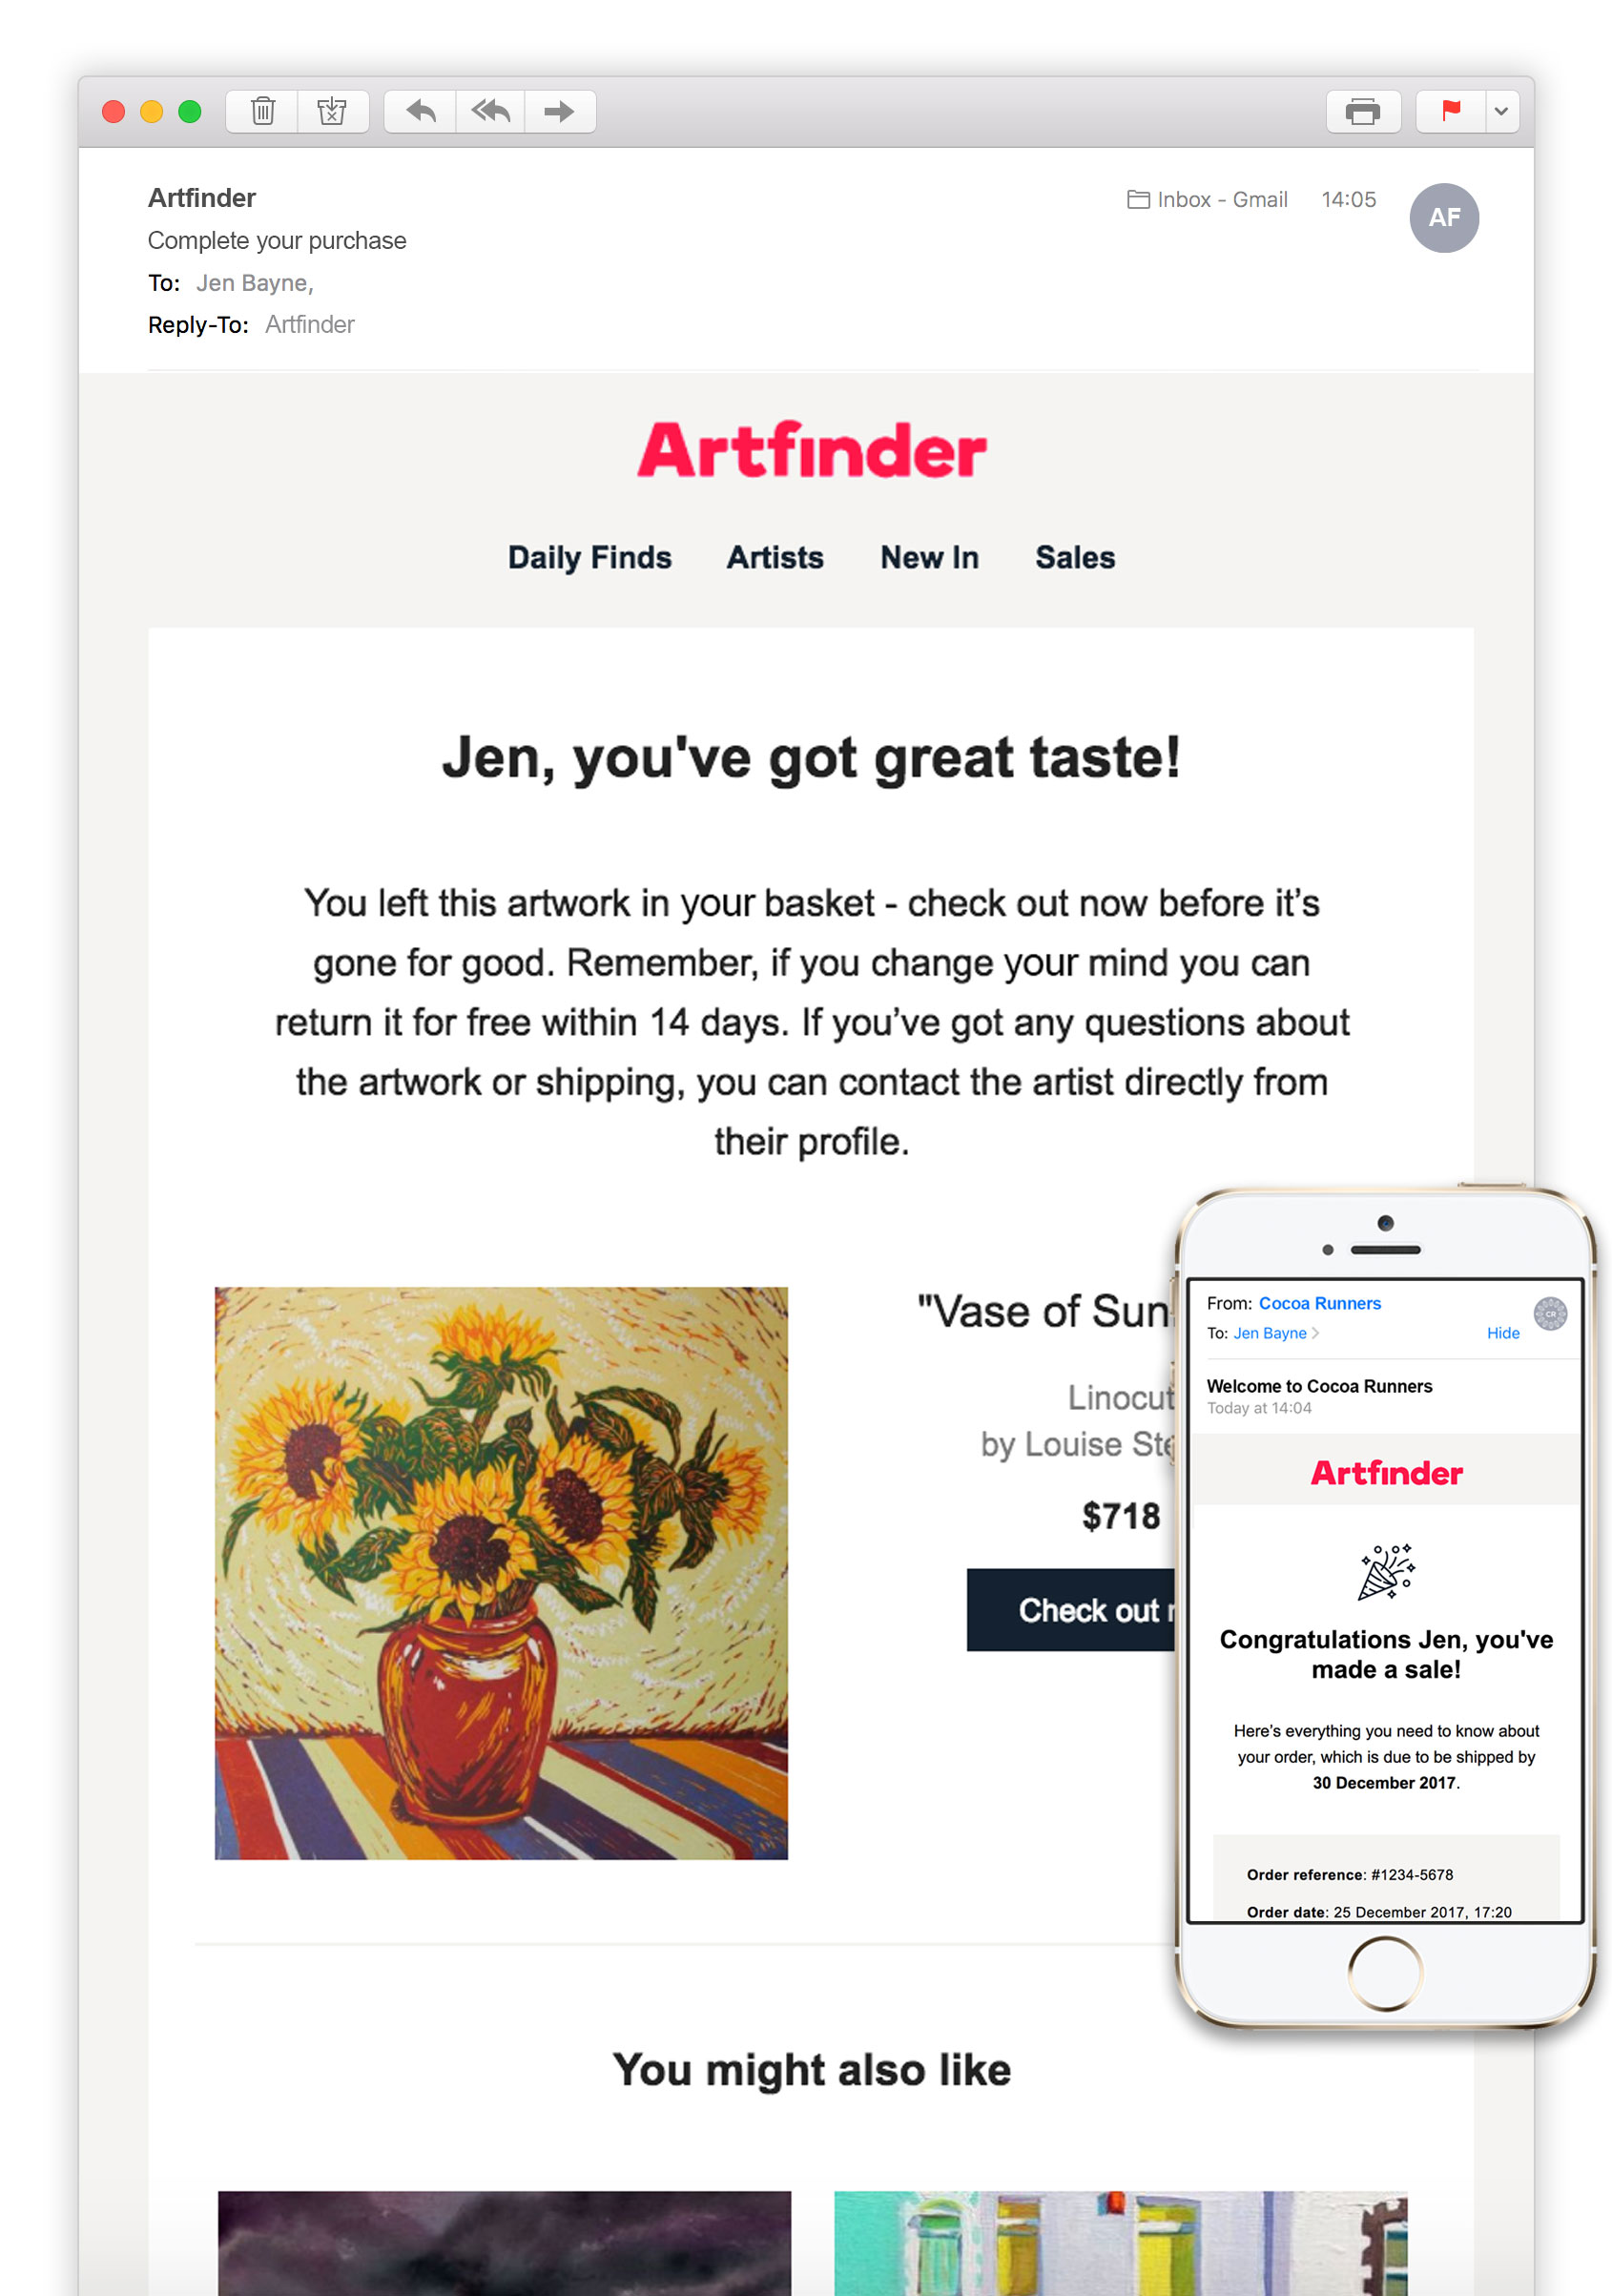 Artfinder
Inbox - Gmail 14:05 AF
Complete your purchase
To: Jen Bayne,
Reply-To: Artfinder
Artfinder
Daily Finds Artists New In Sales
Jen, you've got great taste!
You left this artwork in your basket - check out now before it’s
gone for good. Remember, if you change your mind you can
return it for free within 14 days. If you’ve got any questions about
the artwork or shipping, you can contact the artist directly from
their profile.
"Vase of
Linocut
by Louise
$718
Check out
You might also like
From: Cocoa Runners
CR
To: Jen Bayne
Hide
Welcome to Cocoa Runners
Today at 14:04
Artfinder
Congratulations Jen, you've
made a sale!
Here’s everything you need to know about
your order, which is due to be shipped by
30 December 2017.
Order reference: #1234-5678
Order date: 25 December 2017, 17:20